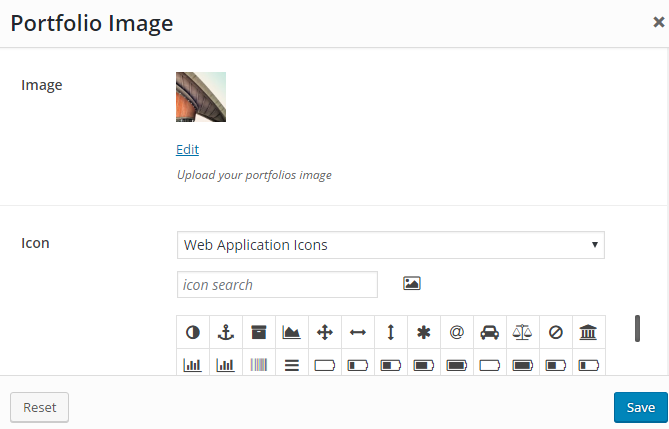 Portfolio Image
Image
Edit
Upload your portfolios image
Icon
Web Application Icons
icon search
Reset
Save